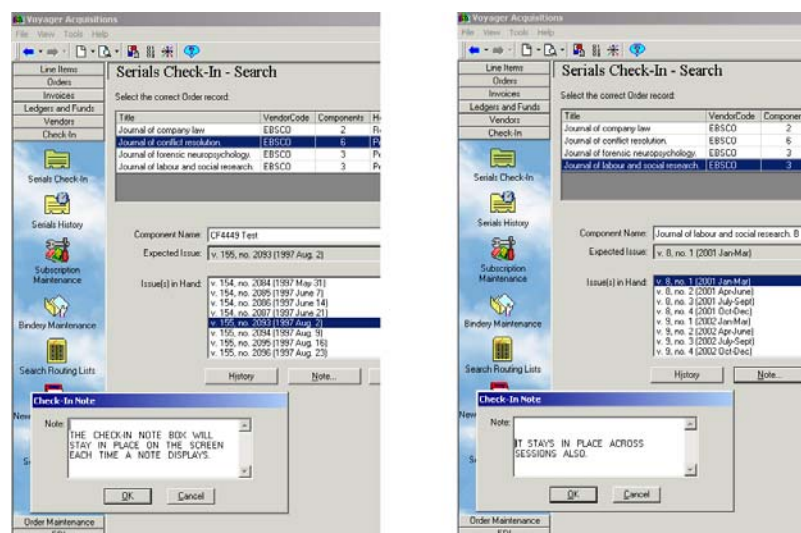 Voyager Acquisitions
File View Tools Help
Line Items
Orders
Invoices
Ledgers and Funds
Vendors
Check-In
Serials Check-In
Serials History
Subscription
Maintenance
Bindery Maintenance
Search Routing Lists
New
Order Maintenance
Serials Check-In - Search
Select the correct Order record:
Title VendorCode Components
Journal of company law EBSCO 2
Journal of conflict resolution. EBSCO 6
Journal of forensic neuropsychology. EBSCO 3
Journal of labour and social research. EBSCO 3
Component Name: CF4449 Test
Expected Issue: v. 155, no. 2093 (1997 Aug. 2)
Issue(s) in Hand: v. 154, no. 2084 (1997 May 31)
v. 154, no. 2085 (1997 June 7)
v. 154, no. 2086 (1997 June 14)
v. 154, no. 2087 (1997 June 21)
v. 155, no. 2093 (1997 Aug. 2)
v. 155, no. 2094 (1997 Aug. 9)
v. 155, no. 2095 (1997 Aug. 16)
v. 155, no. 2096 (1997 Aug. 23)
History Note...
Check-In Note
Note: THE CHECK-IN NOTE BOX WILL
STAY IN PLACE ON THE SCREEN
EACH TIME A NOTE DISPLAYS.
OK Cancel
Voyager Acquisitions
File View Tools Help
Line Items
Orders
Invoices
Ledgers and Funds
Vendors
Check-In
Serials Check-In
Serials History
Subscription
Maintenance
Bindery Maintenance
Search Routing Lists
New
Order Maintenance
Serials Check-In - Search
Select the correct Order record:
Title VendorCode Componen
Journal of company law EBSCO 2
Journal of conflict resolution. EBSCO 6
Journal of forensic neuropsychology. EBSCO 3
Journal of labour and social research. EBSCO 3
Component Name: Journal of labour and social research. B
Expected Issue: v. 8, no. 1 (2001 Jan-Mar)
Issue(s) in Hand: v. 8, no. 1 (2001 Jan-Mar)
v. 8, no. 2 (2001 Apr-June)
v. 8, no. 3 (2001 July-Sept)
v. 8, no. 4 (2001 Oct-Dec)
v. 9, no. 1 (2002 Jan-Mar)
v. 9, no. 2 (2002 Apr-June)
v. 9, no. 3 (2002 July-Sept)
v. 9, no. 4 (2002 Oct-Dec)
History Note...
Check-In Note
Note: IT STAYS IN PLACE ACROSS
SESSIONS ALSO.
OK Cancel